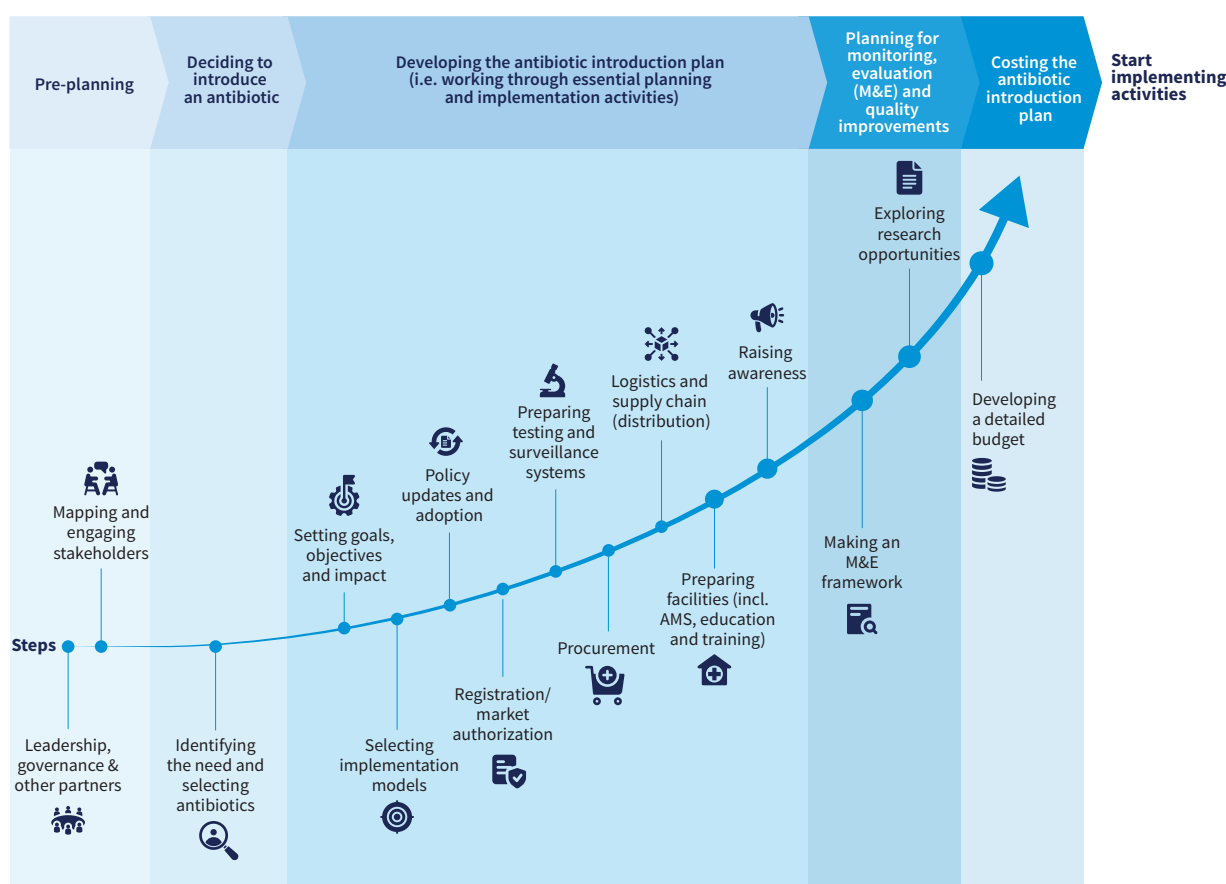 Pre-planning
Deciding to
introduce
an antibiotic
Developing the antibiotic introduction plan
(i.e. working through essential planning
and implementation activities)
Planning for
monitoring,
evaluation
(M&E) and
quality
improvements
Costing the
antibiotic
introduction
plan
Start
implementing
activities
Steps
Leadership,
governance &
other partners
Mapping and
engaging
stakeholders
Identifying
the need and
selecting
antibiotics
Setting goals,
objectives
and impact
Selecting
implementation
models
Policy
updates and
adoption
Registration/
market
authorization
Preparing
testing and
surveillance
systems
Procurement
Logistics and
supply chain
(distribution)
Preparing
facilities (incl.
AMS, education
and training)
Raising
awareness
Making an
M&E
framework
Exploring
research
opportunities
Developing
a detailed
budget